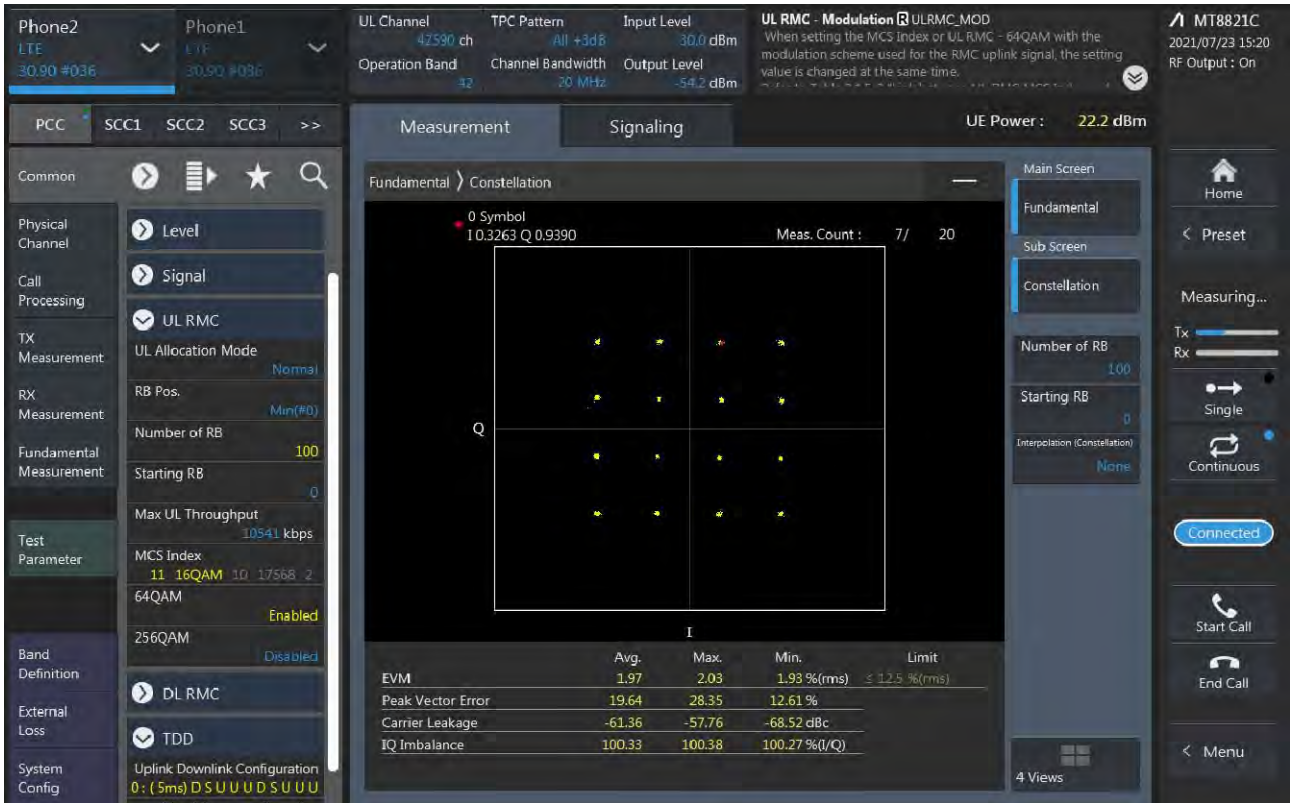 Phone2
LTE
30.90 #036
Phone1
LTE
30.90 #036
UL Channel
42590 ch
Operation Band
42
TPC Pattern
All +3dB
Channel Bandwidth
20 MHz
Input Level
30.0 dBm
Output Level
-54.2 dBm
UL RMC - Modulation R ULRMC_MOD
When setting the MCS Index or UL RMC - 64QAM with the
modulation scheme used for the RMC uplink signal, the setting
value is changed at the same time.
MT8821C
2021/07/23 15:20
RF Output : On
PCC SCC1 SCC2 SCC3 >>
Measurement
Signaling
UE Power : 22.2 dBm
Common
Physical
Channel
Call
Processing
TX
Measurement
RX
Measurement
Fundamental
Measurement
Test
Parameter
Band
Definition
External
Loss
System
Config
Level
Signal
UL RMC
UL Allocation Mode
Normal
RB Pos.
Min(#0)
Number of RB
100
Starting RB
0
Max UL Throughput
10541 kbps
MCS Index
11 16QAM 10 17568 2
64QAM
Enabled
256QAM
Disabled
DL RMC
TDD
Uplink Downlink Configuration
0 : ( 5ms) D S U U U D S U U U
Fundamental Constellation
0 Symbol
I 0.3263 Q 0.9390
Meas. Count : 7/ 20
Q
I
Avg. Max. Min. Limit
EVM 1.97 2.03 1.93 %(rms) ≤ 12.5 %(rms)
Peak Vector Error 19.64 28.35 12.61 %
Carrier Leakage -61.36 -57.76 -68.52 dBc
IQ Imbalance 100.33 100.38 100.27 %(I/Q)
Main Screen
Fundamental
Sub Screen
Constellation
Number of RB
100
Starting RB
0
Interpolation (Constellation)
None
4 Views
Home
< Preset
Measuring...
Tx
Rx
Single
Continuous
Connected
Start Call
End Call
< Menu